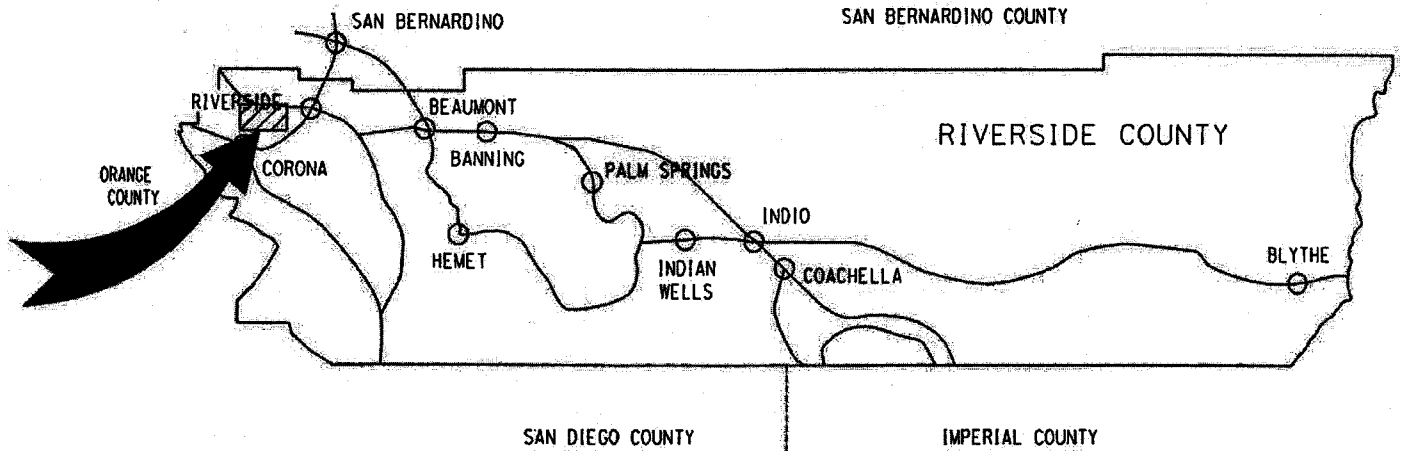 SAN BERNARDINO
SAN BERNARDINO COUNTY
RIVERSIDE
BEAUMONT
RIVERSIDE COUNTY
BANNING
ORANGE
COUNTY
CORONA
PALM SPRINGS
INDIO
HEMET
INDIAN
WELLS
COACHELLA
BLYTHE
SAN DIEGO COUNTY
IMPERIAL COUNTY